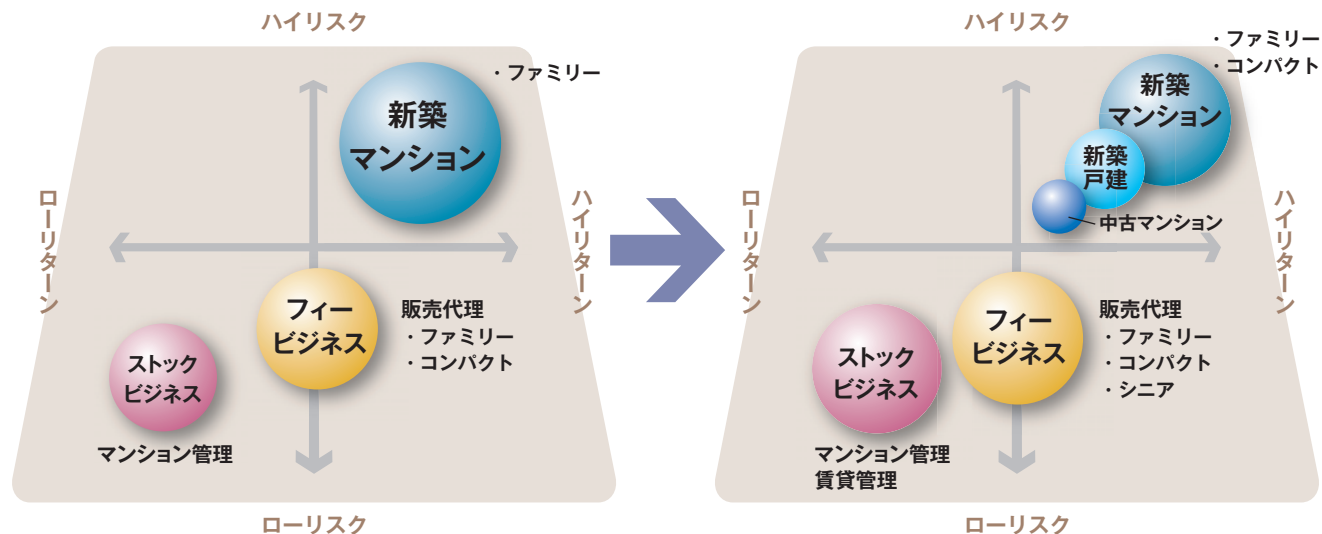 ハイリスク
・ファミリー
新築
マンション
ローリターン
ハイリターン
フィー
ビジネス
販売代理
・ファミリー
・コンパクト
ストック
ビジネス
マンション管理
ローリスク
ハイリスク
・ファミリー
・コンパクト
新築
マンション
新築
戸建
中古マンション
ローリターン
ハイリターン
フィー
ビジネス
販売代理
・ファミリー
・コンパクト
・シニア
ストック
ビジネス
マンション管理
賃貸管理
ローリスク